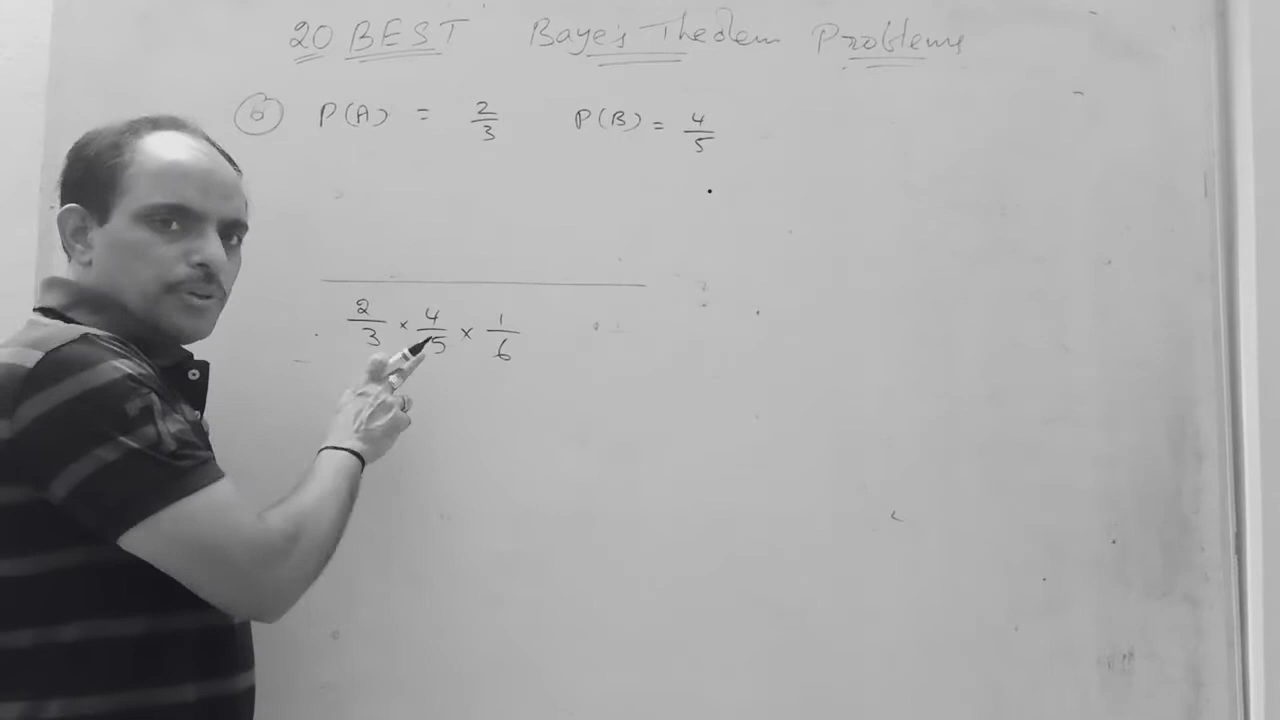 20 BEST Baye's Theorem Problems
6 P(A) = 2/3 P(B) = 4/5
2/3 × 4/5 × 1/6